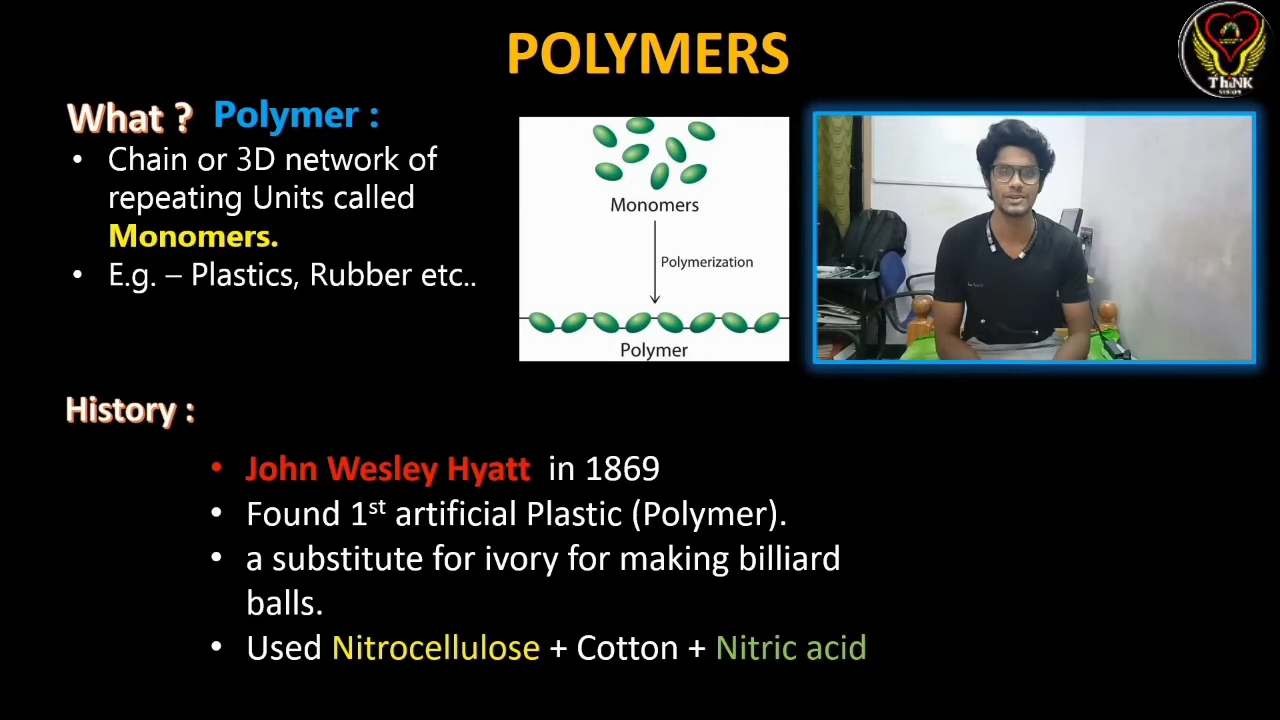 POLYMERS
ThiNK
What ? Polymer :
• Chain or 3D network of
repeating Units called
Monomers.
• E.g. – Plastics, Rubber etc..
Monomers
Polymerization
Polymer
History :
• John Wesley Hyatt in 1869
• Found 1st artificial Plastic (Polymer).
• a substitute for ivory for making billiard
balls.
• Used Nitrocellulose + Cotton + Nitric acid